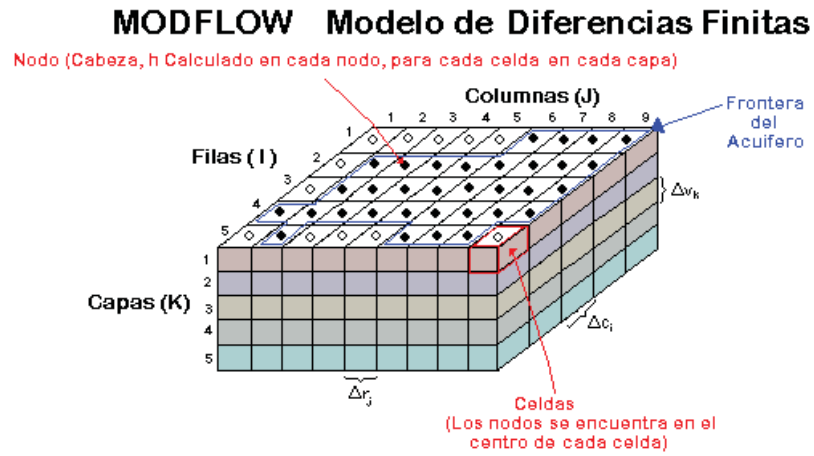 MODFLOW Modelo de Diferencias Finitas
Nodo (Cabeza, h Calculado en cada nodo, para cada celda en cada capa)
Columnas (J)
1 2 3 4 5 6 7 8 9
Frontera
del
Acuifero
Filas (I)
1
2
3
4
5
Δvk
Capas (K)
1
2
3
4
5
Δci
Δrj
Celdas
(Los nodos se encuentra en el
centro de cada celda)